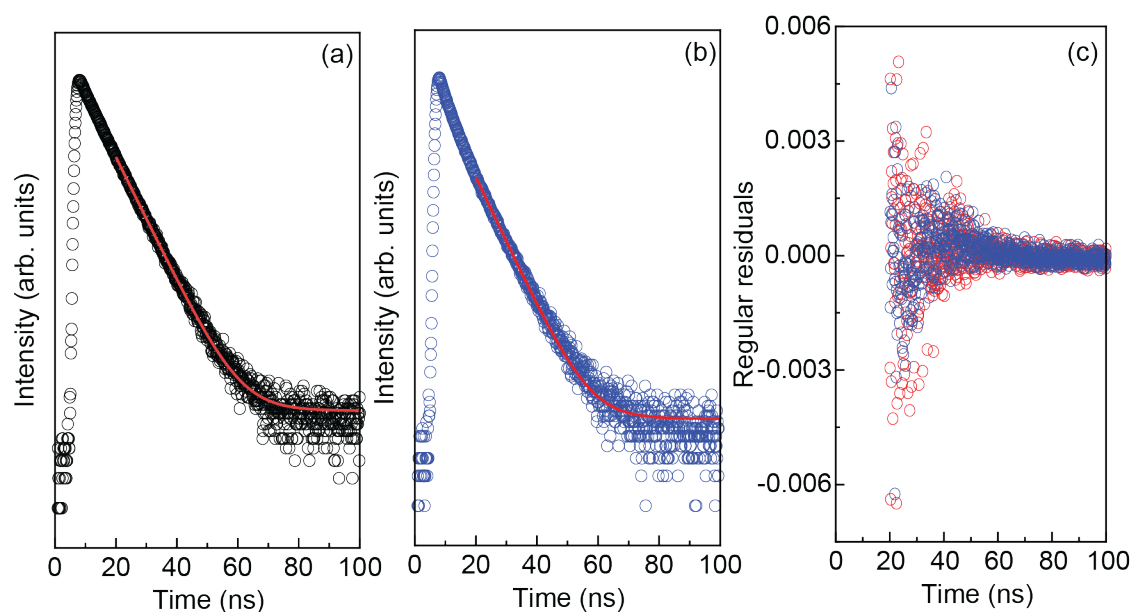 (a)
Intensity (arb. units)
0 20 40 60 80 100
Time (ns)
(b)
Intensity (arb. units)
0 20 40 60 80 100
Time (ns)
(c)
Regular residuals
0.006
0.003
0.000
-0.003
-0.006
0 20 40 60 80 100
Time (ns)